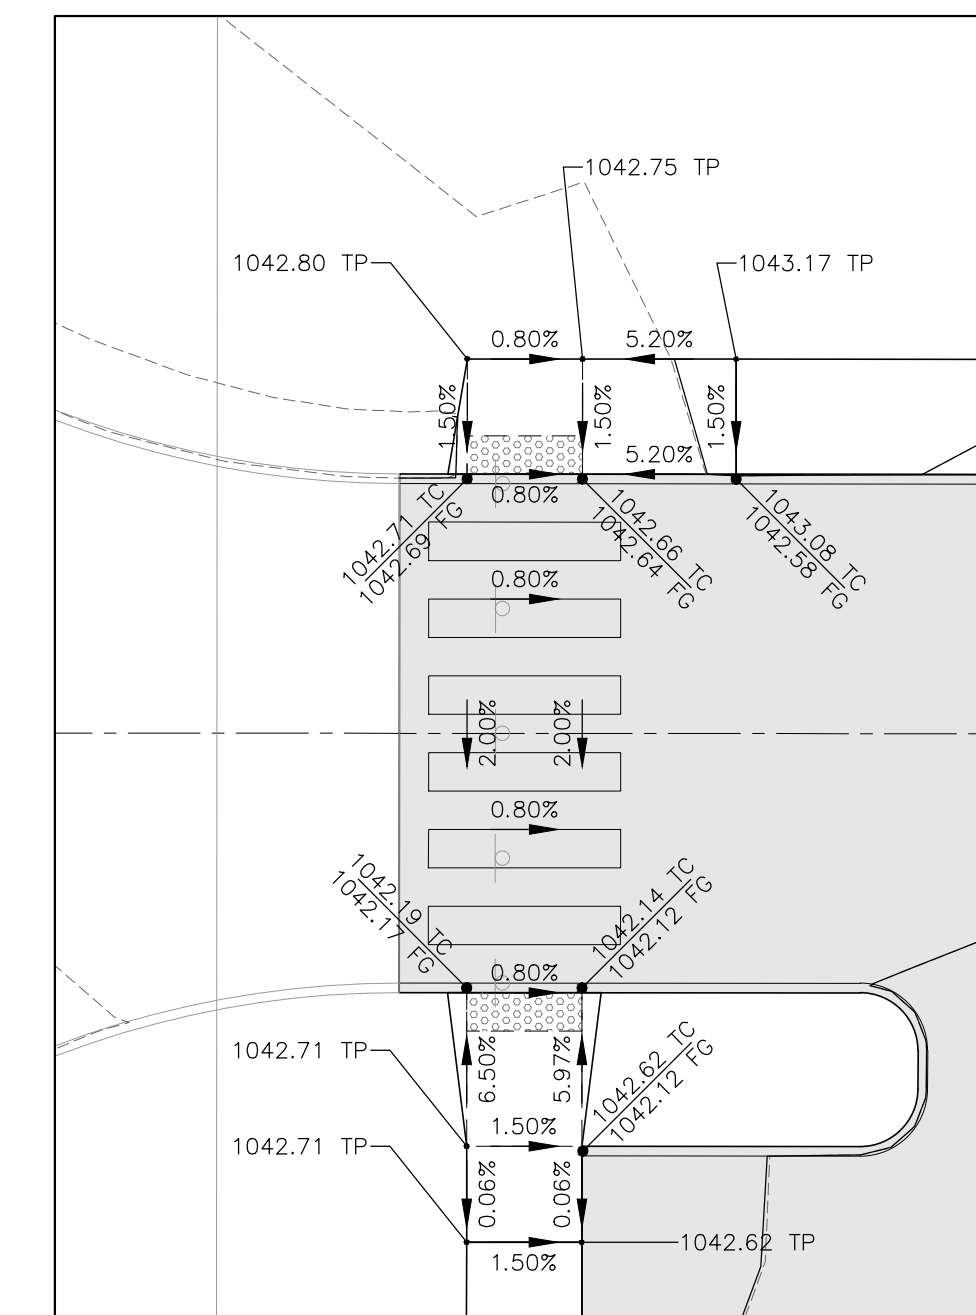 1042.75 TP
1042.80 TP
1043.17 TP
0.80%
5.20%
1.50%
1.50%
1.50%
5.20%
0.80%
1042.71 TC
1042.69 FG
1042.66 TC
1042.64 FG
1043.08 TC
1042.58 FG
0.80%
2.00%
2.00%
0.80%
1042.19 TC
1042.17 FG
1042.14 TC
1042.12 FG
0.80%
1042.71 TP
6.50%
5.97%
1042.62 TC
1042.12 FG
1.50%
1042.71 TP
0.06%
0.06%
1042.62 TP
1.50%